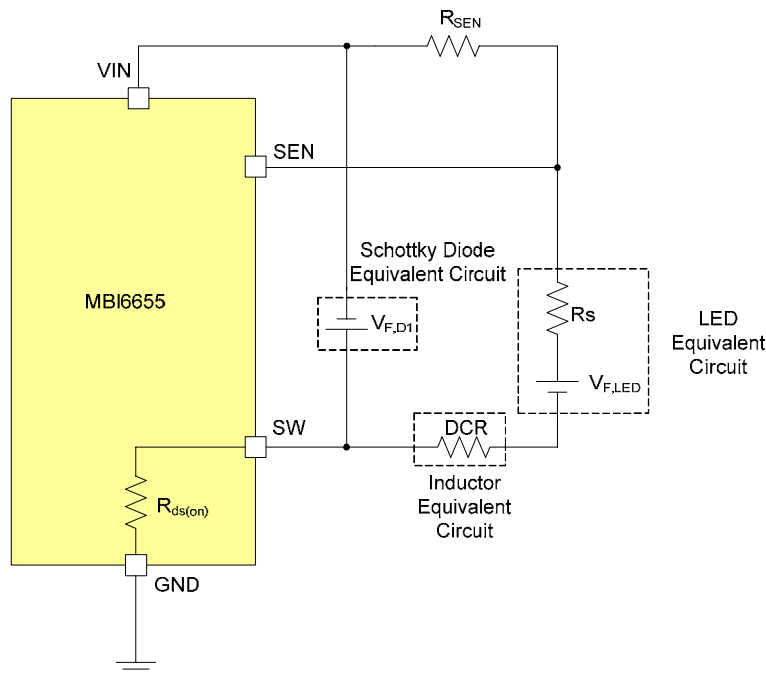 R_SEN
VIN
SEN
Schottky Diode
Equivalent Circuit
MBI6655
V_F,D1
Rs
LED
Equivalent
Circuit
V_F,LED
SW
DCR
Inductor
Equivalent
Circuit
R_ds(on)
GND